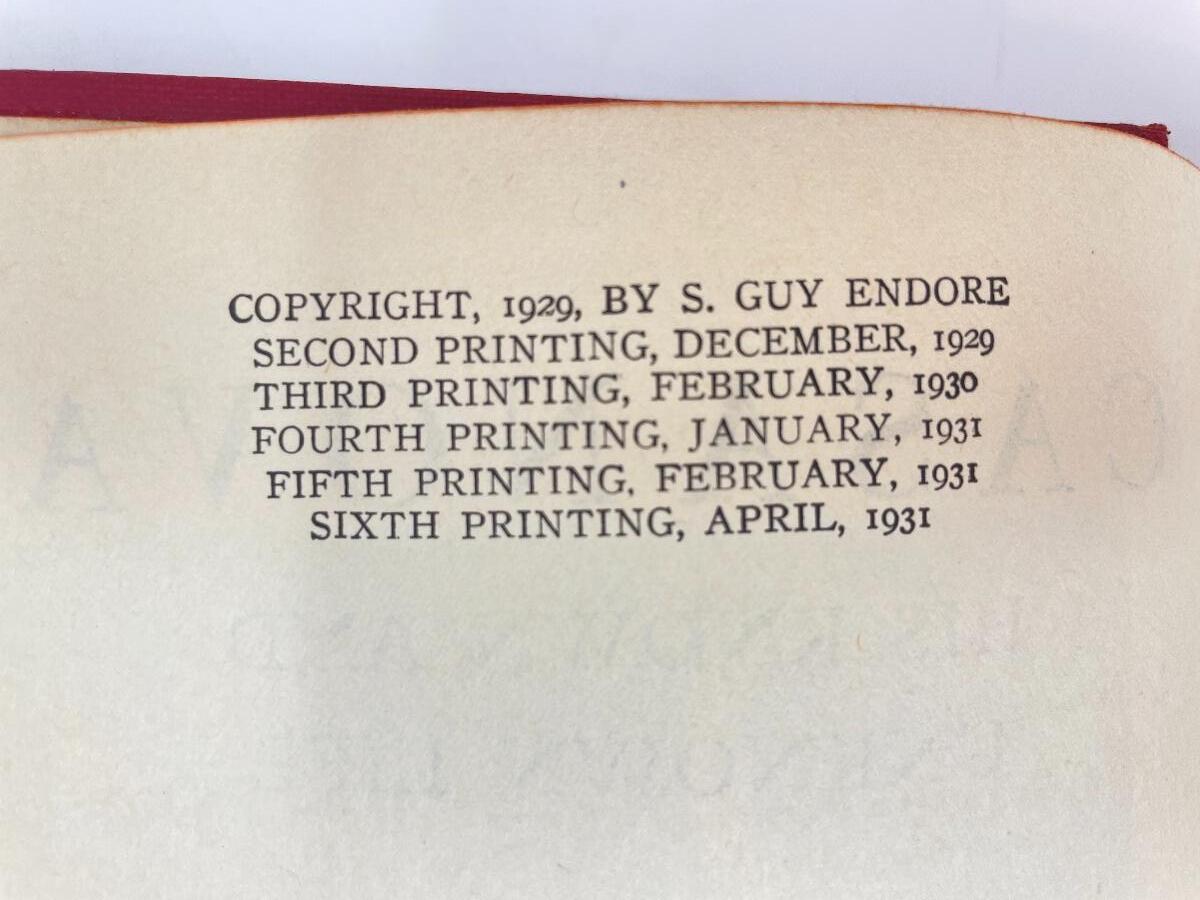 COPYRIGHT, 1929, BY S. GUY ENDORE
SECOND PRINTING, DECEMBER, 1929
THIRD PRINTING, FEBRUARY, 1930
FOURTH PRINTING, JANUARY, 1931
FIFTH PRINTING, FEBRUARY, 1931
SIXTH PRINTING, APRIL, 1931